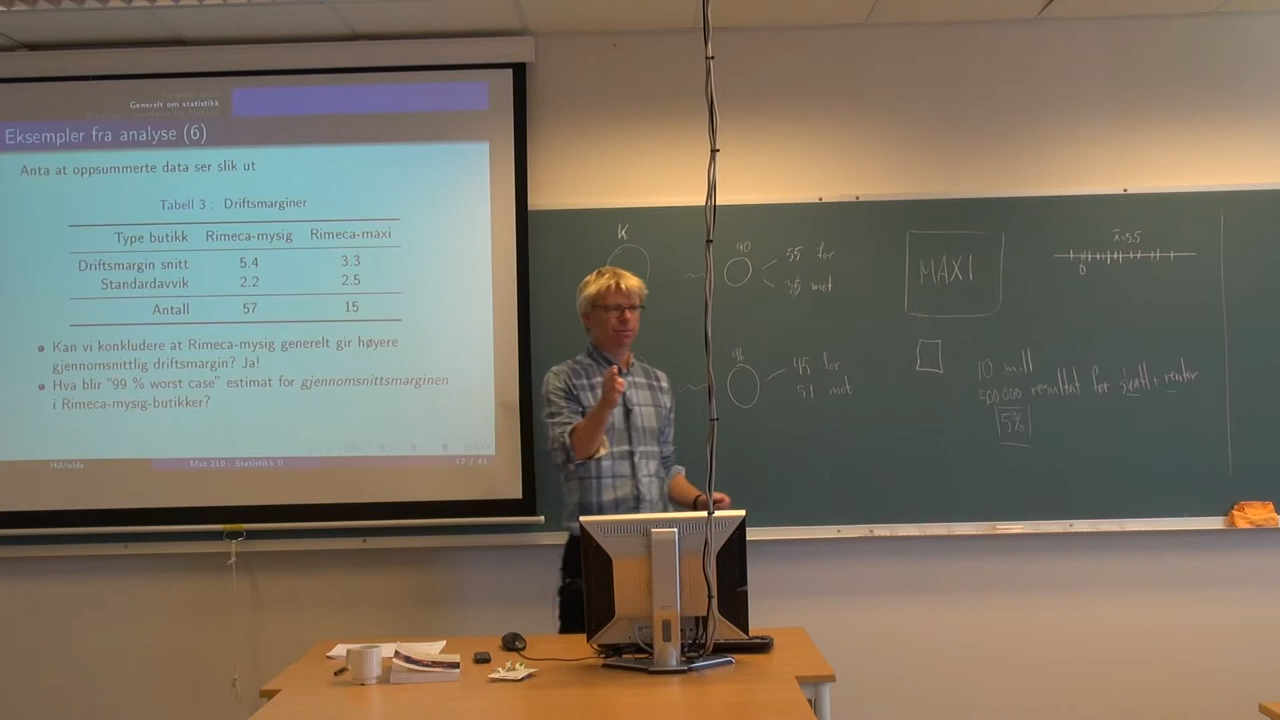 Generelt om statistikk
Eksempler fra analyse (6)
Anta at oppsummerte data ser slik ut
Tabell 3 : Driftsmarginer
Type butikk Rimeca-mysig Rimeca-maxi
Driftsmargin snitt 5.4 3.3
Standardavvik 2.2 2.5
Antall 57 15
Kan vi konkludere at Rimeca-mysig generelt gir høyere
gjennomsnittlig driftsmargin? Ja!
Hva blir "99 % worst case" estimat for gjennomsnittsmarginen
i Rimeca-mysig-butikker?
Mat 210 - Statistikk II
12 / 41
K
90
55 for
35 mot
96
45 for
51 mot
MAXI
x̄=5,5
0
10 mill
500 000 resultat for skatt + renter
5%